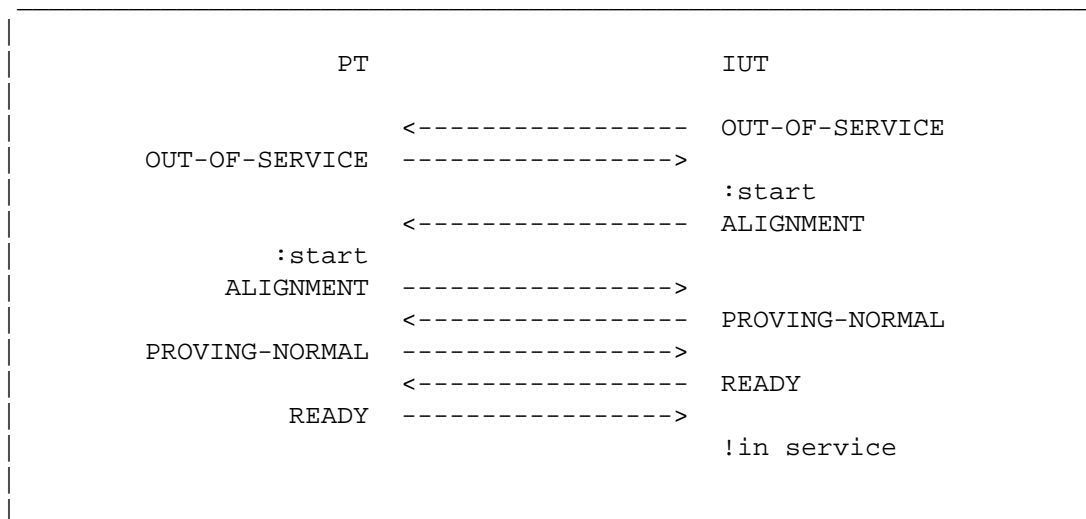 PT IUT
<----------------- OUT-OF-SERVICE
OUT-OF-SERVICE ----------------->
:start
<----------------- ALIGNMENT
:start
ALIGNMENT ----------------->
<----------------- PROVING-NORMAL
PROVING-NORMAL ----------------->
<----------------- READY
READY ----------------->
!in service